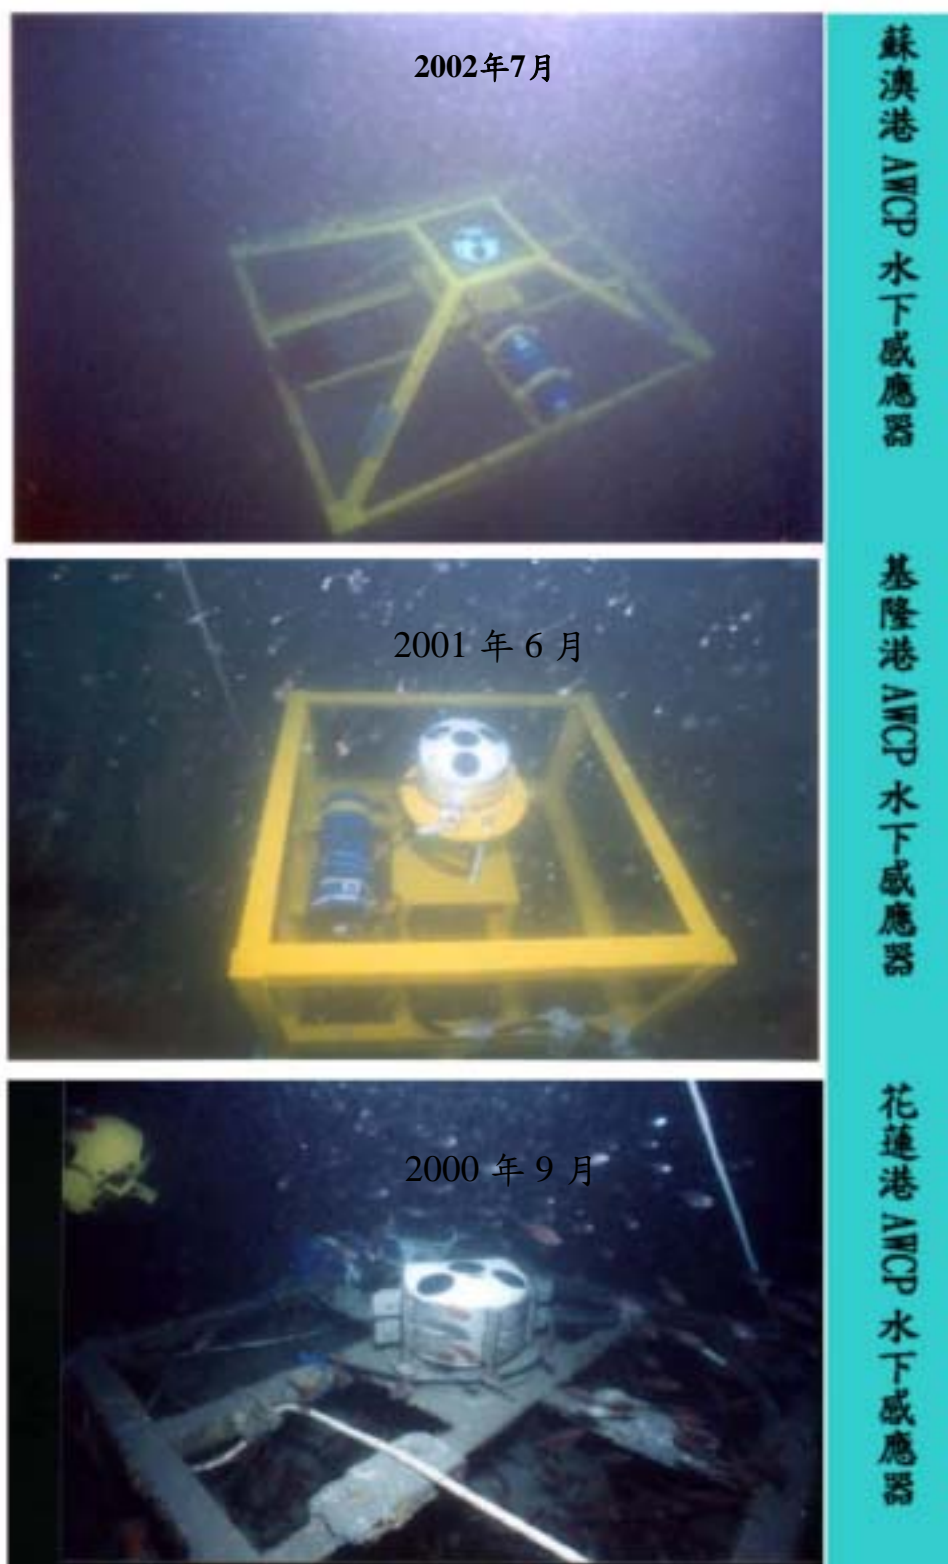 2002年7月
蘇澳港 AWCP 水下感應器
2001 年 6 月
基隆港 AWCP 水下感應器
2000 年 9 月
花蓮港 AWCP 水下感應器